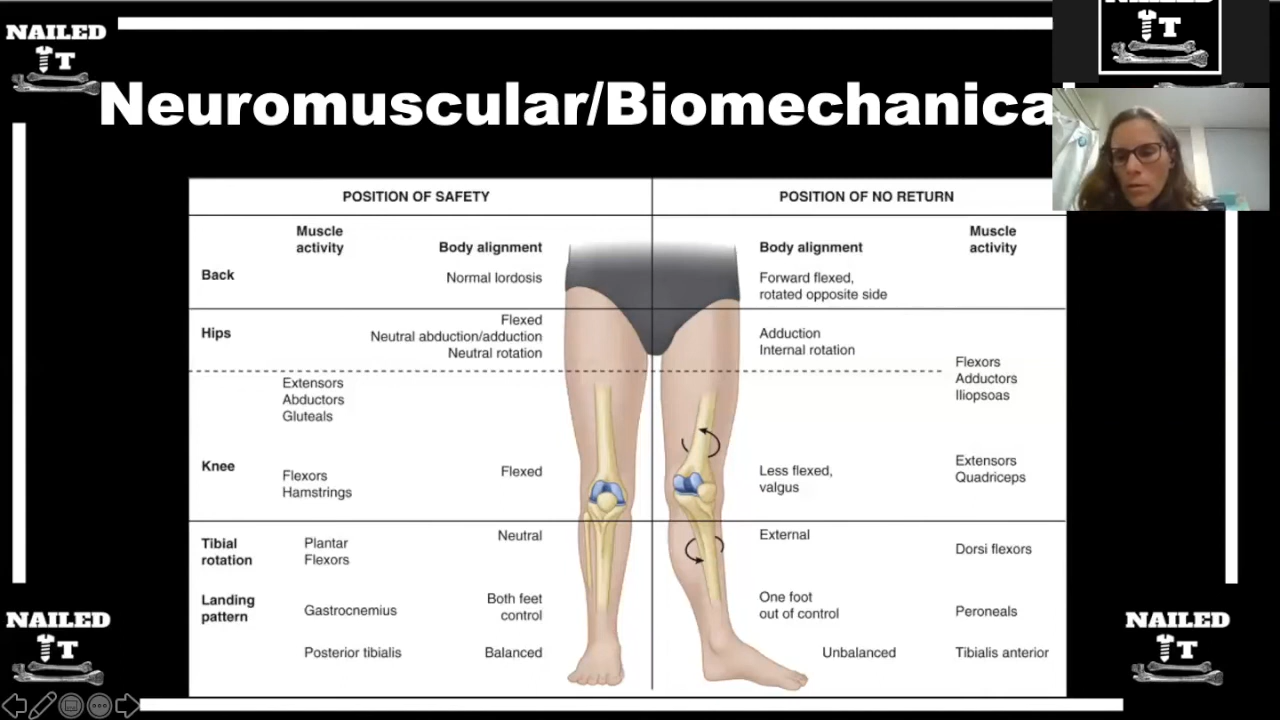 NAILED
IT
NAILED
IT
Neuromuscular/Biomechanica
POSITION OF SAFETY
POSITION OF NO RETURN
Muscle
activity
Body alignment
Body alignment
Muscle
activity
Back
Normal lordosis
Forward flexed,
rotated opposite side
Hips
Flexed
Neutral abduction/adduction
Neutral rotation
Adduction
Internal rotation
Extensors
Abductors
Gluteals
Flexors
Adductors
Iliopsoas
Knee
Flexors
Hamstrings
Flexed
Less flexed,
valgus
Extensors
Quadriceps
Tibial
rotation
Plantar
Flexors
Neutral
External
Dorsi flexors
Landing
pattern
Gastrocnemius
Both feet
control
One foot
out of control
Peroneals
Posterior tibialis
Balanced
Unbalanced
Tibialis anterior
NAILED
IT
NAILED
IT